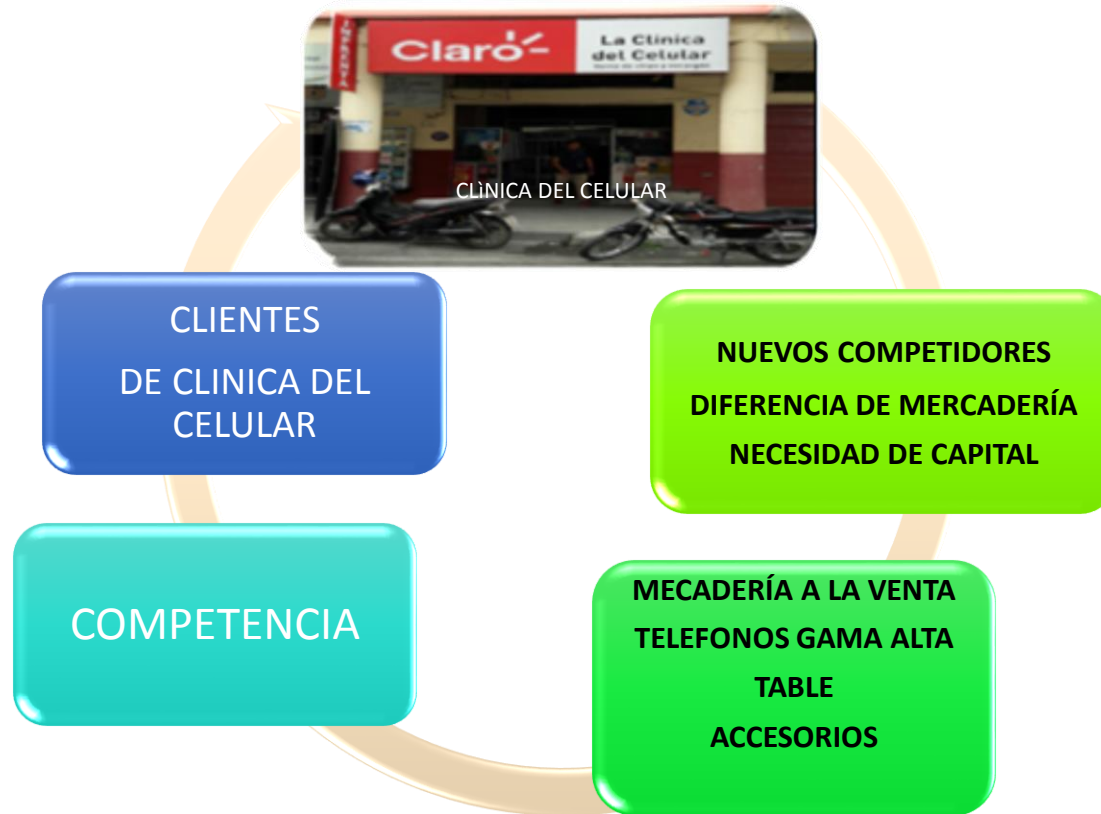 Claro
La Clinica
del Celular
CLìNICA DEL CELULAR
NUEVOS COMPETIDORES
DIFERENCIA DE MERCADERÍA
NECESIDAD DE CAPITAL
MECADERÍA A LA VENTA
TELEFONOS GAMA ALTA
TABLE
ACCESORIOS
COMPETENCIA
CLIENTES
DE CLINICA DEL
CELULAR